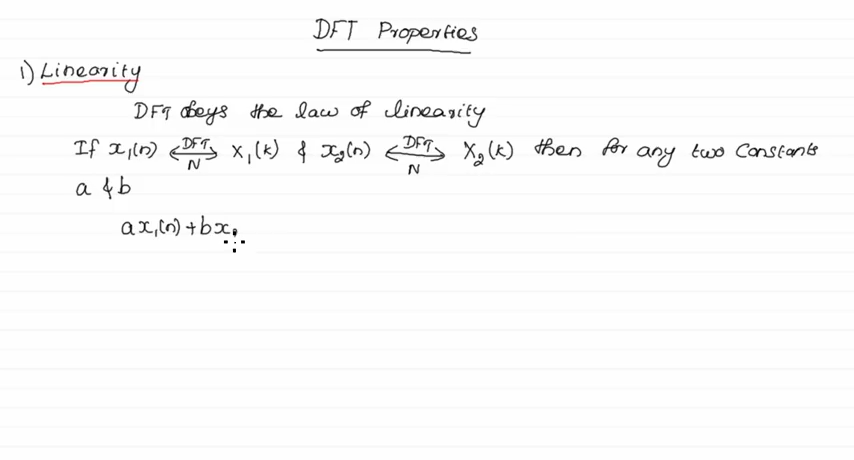 DFT Properties
1) Linearity
DFT obeys the law of linearity
If x₁(n) DFT⟷N X₁(k) & x₂(n) DFT⟷N X₂(k) then for any two Constants
a & b
ax₁(n)+bx